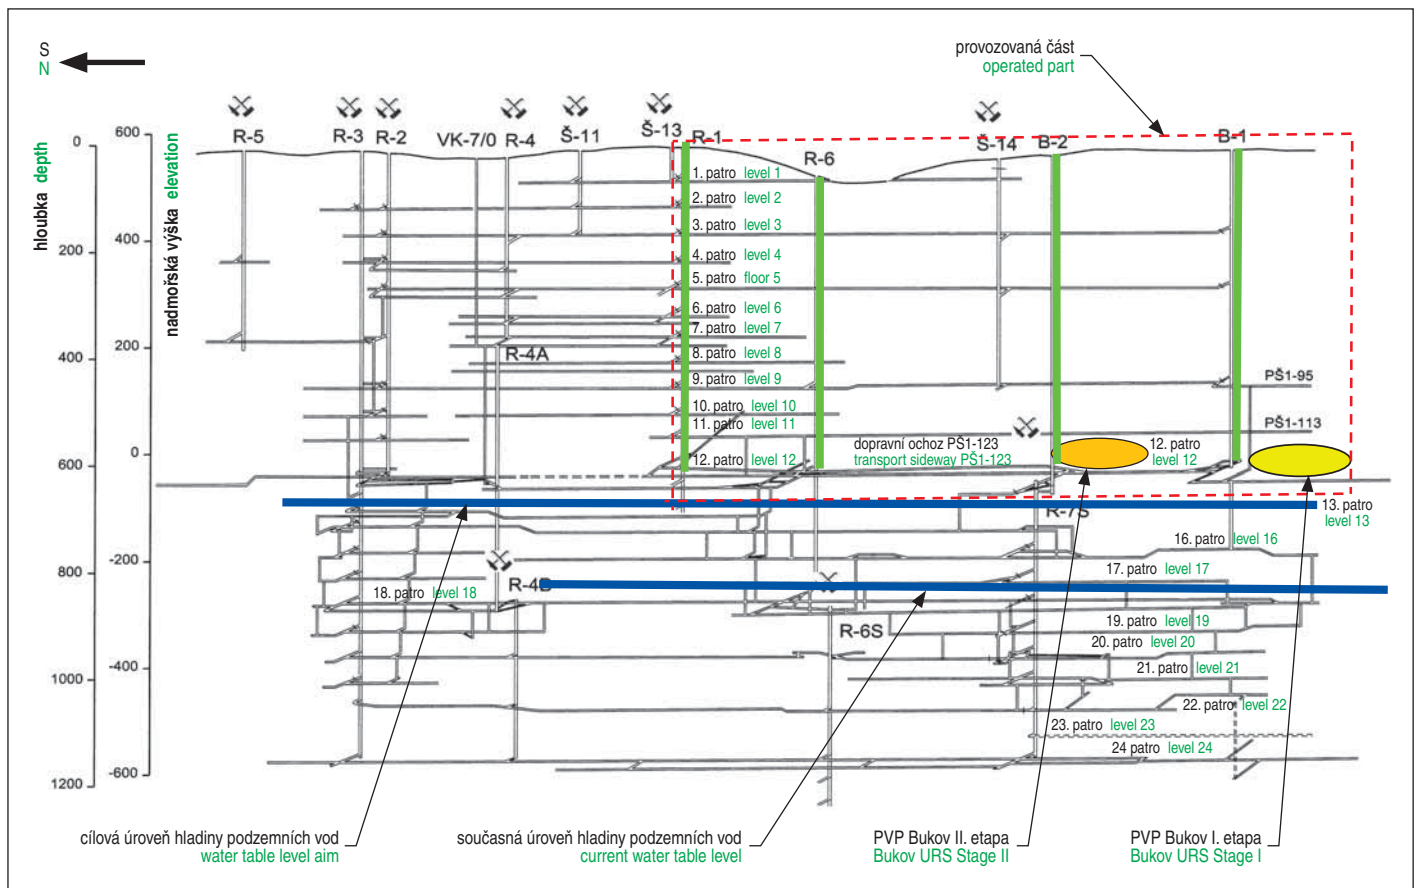 S
N
provozovaná část
operated part
R-5
R-3
R-2
VK-7/0
R-4
Š-11
Š-13
R-1
R-6
Š-14
B-2
B-1
hloubka depth
nadmořská výška elevation
0
200
400
600
800
1000
1200
600
400
200
0
-200
-400
-600
1. patro level 1
2. patro level 2
3. patro level 3
4. patro level 4
5. patro floor 5
6. patro level 6
7. patro level 7
8. patro level 8
9. patro level 9
10. patro level 10
11. patro level 11
12. patro level 12
R-4A
PŠ1-95
PŠ1-113
dopravní ochoz PŠ1-123
transport sideway PŠ1-123
12. patro
level 12
13. patro
level 13
R-7S
16. patro level 16
17. patro level 17
18. patro level 18
R-4B
R-6S
19. patro level 19
20. patro level 20
21. patro level 21
22. patro level 22
23. patro level 23
24 patro level 24
cílová úroveň hladiny podzemních vod
water table level aim
současná úroveň hladiny podzemních vod
current water table level
PVP Bukov II. etapa
Bukov URS Stage II
PVP Bukov I. etapa
Bukov URS Stage I